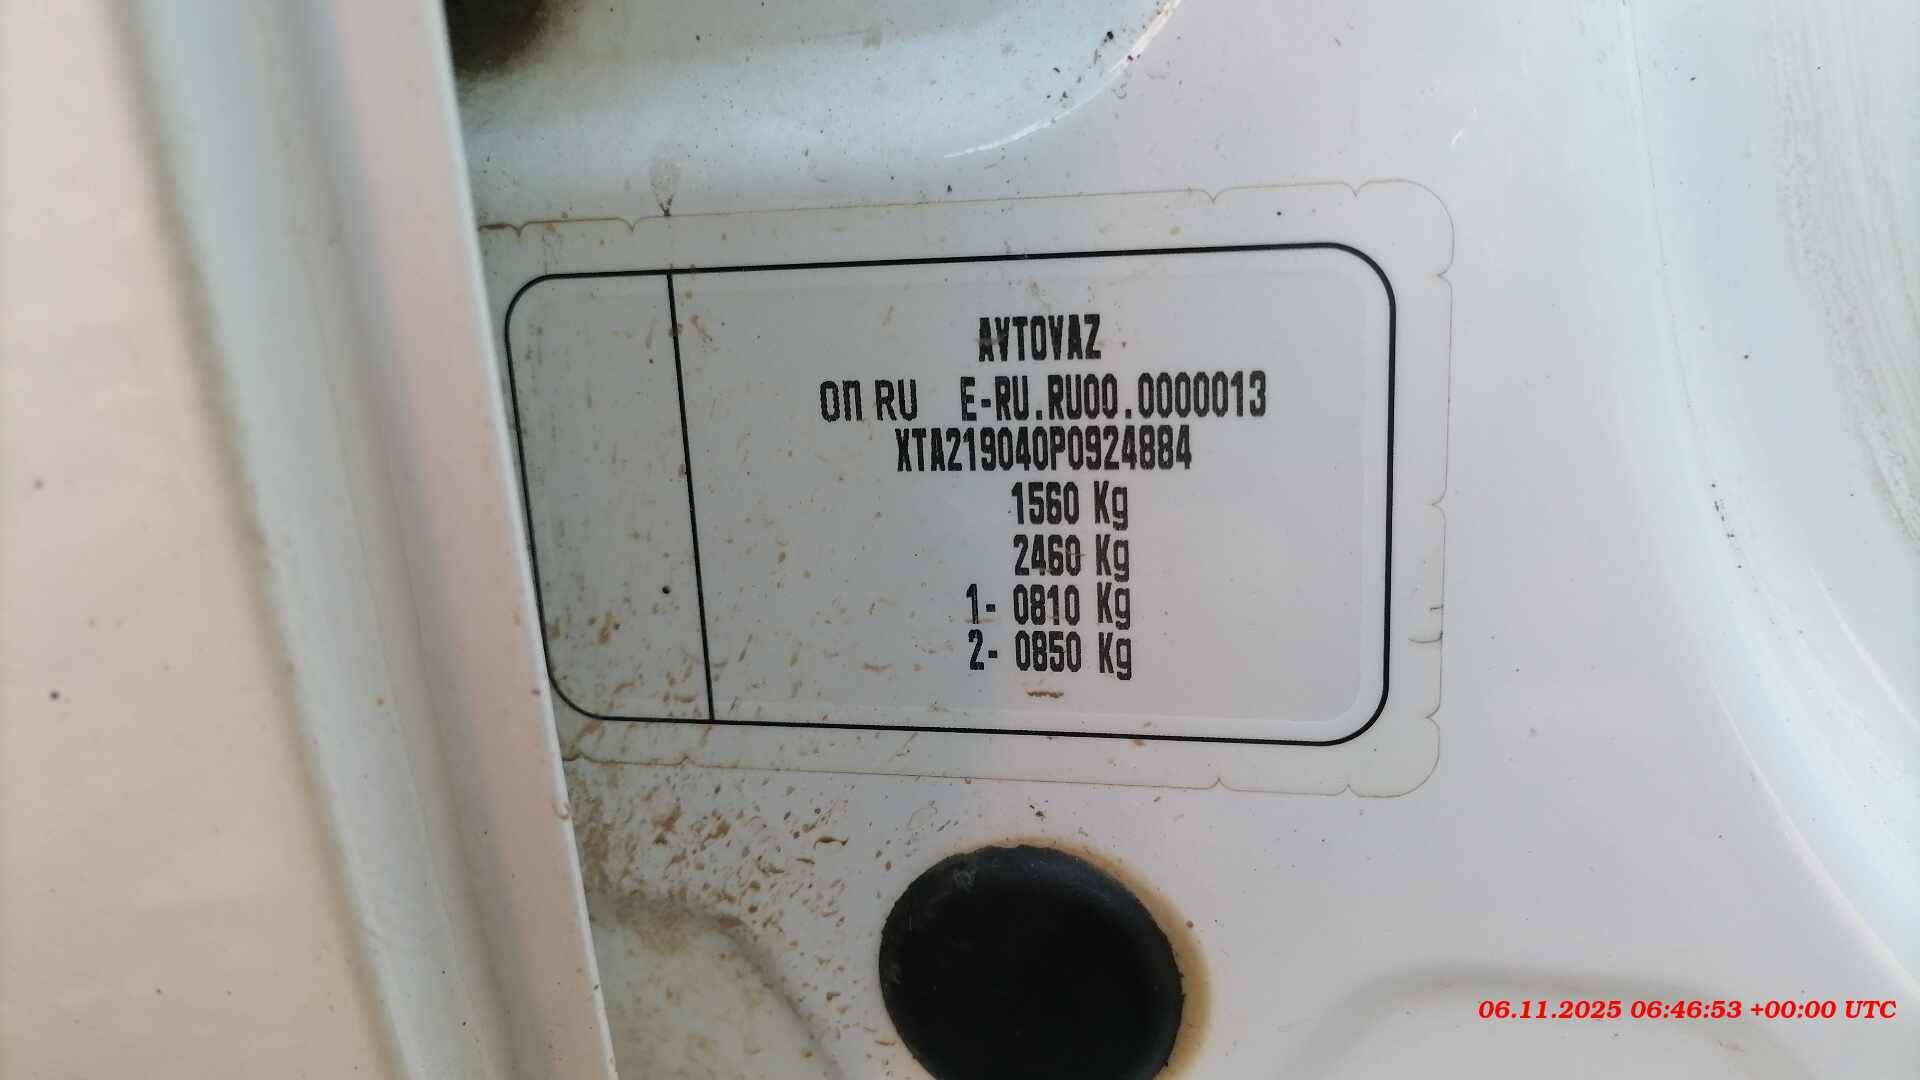 AVTOVAZ
ОП RU E-RU.RU00.0000013
XTA219040P0924884
1560 Kg
2460 Kg
1- 0810 Kg
2- 0850 Kg
06.11.2025 06:46:53 +00:00 UTC